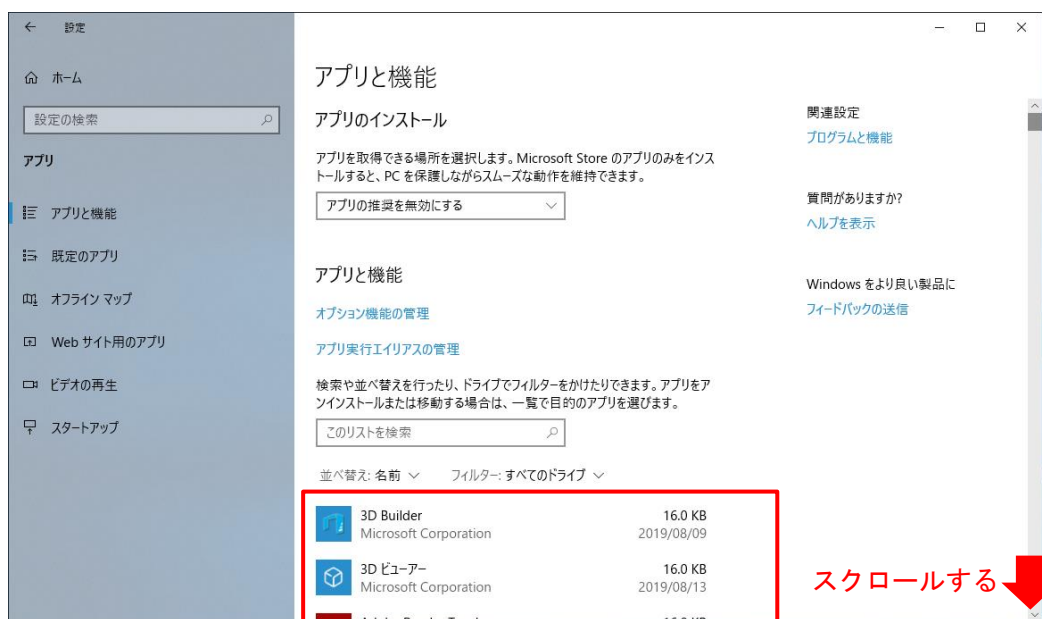 設定
ホーム
設定の検索
アプリ
アプリと機能
既定のアプリ
オフライン マップ
Web サイト用のアプリ
ビデオの再生
スタートアップ
アプリと機能
アプリのインストール
アプリを取得できる場所を選択します。Microsoft Store のアプリのみをインス
トールすると、PC を保護しながらスムーズな動作を維持できます。
アプリの推奨を無効にする
アプリと機能
オプション機能の管理
アプリ実行エイリアスの管理
検索や並べ替えを行ったり、ドライブでフィルターをかけたりできます。アプリをア
ンインストールまたは移動する場合は、一覧で目的のアプリを選びます。
このリストを検索
並べ替え: 名前 フィルター: すべてのドライブ
3D Builder 16.0 KB
Microsoft Corporation 2019/08/09
3D ビューアー 16.0 KB
Microsoft Corporation 2019/08/13
関連設定
プログラムと機能
質問がありますか?
ヘルプを表示
Windows をより良い製品に
フィードバックの送信
スクロールする